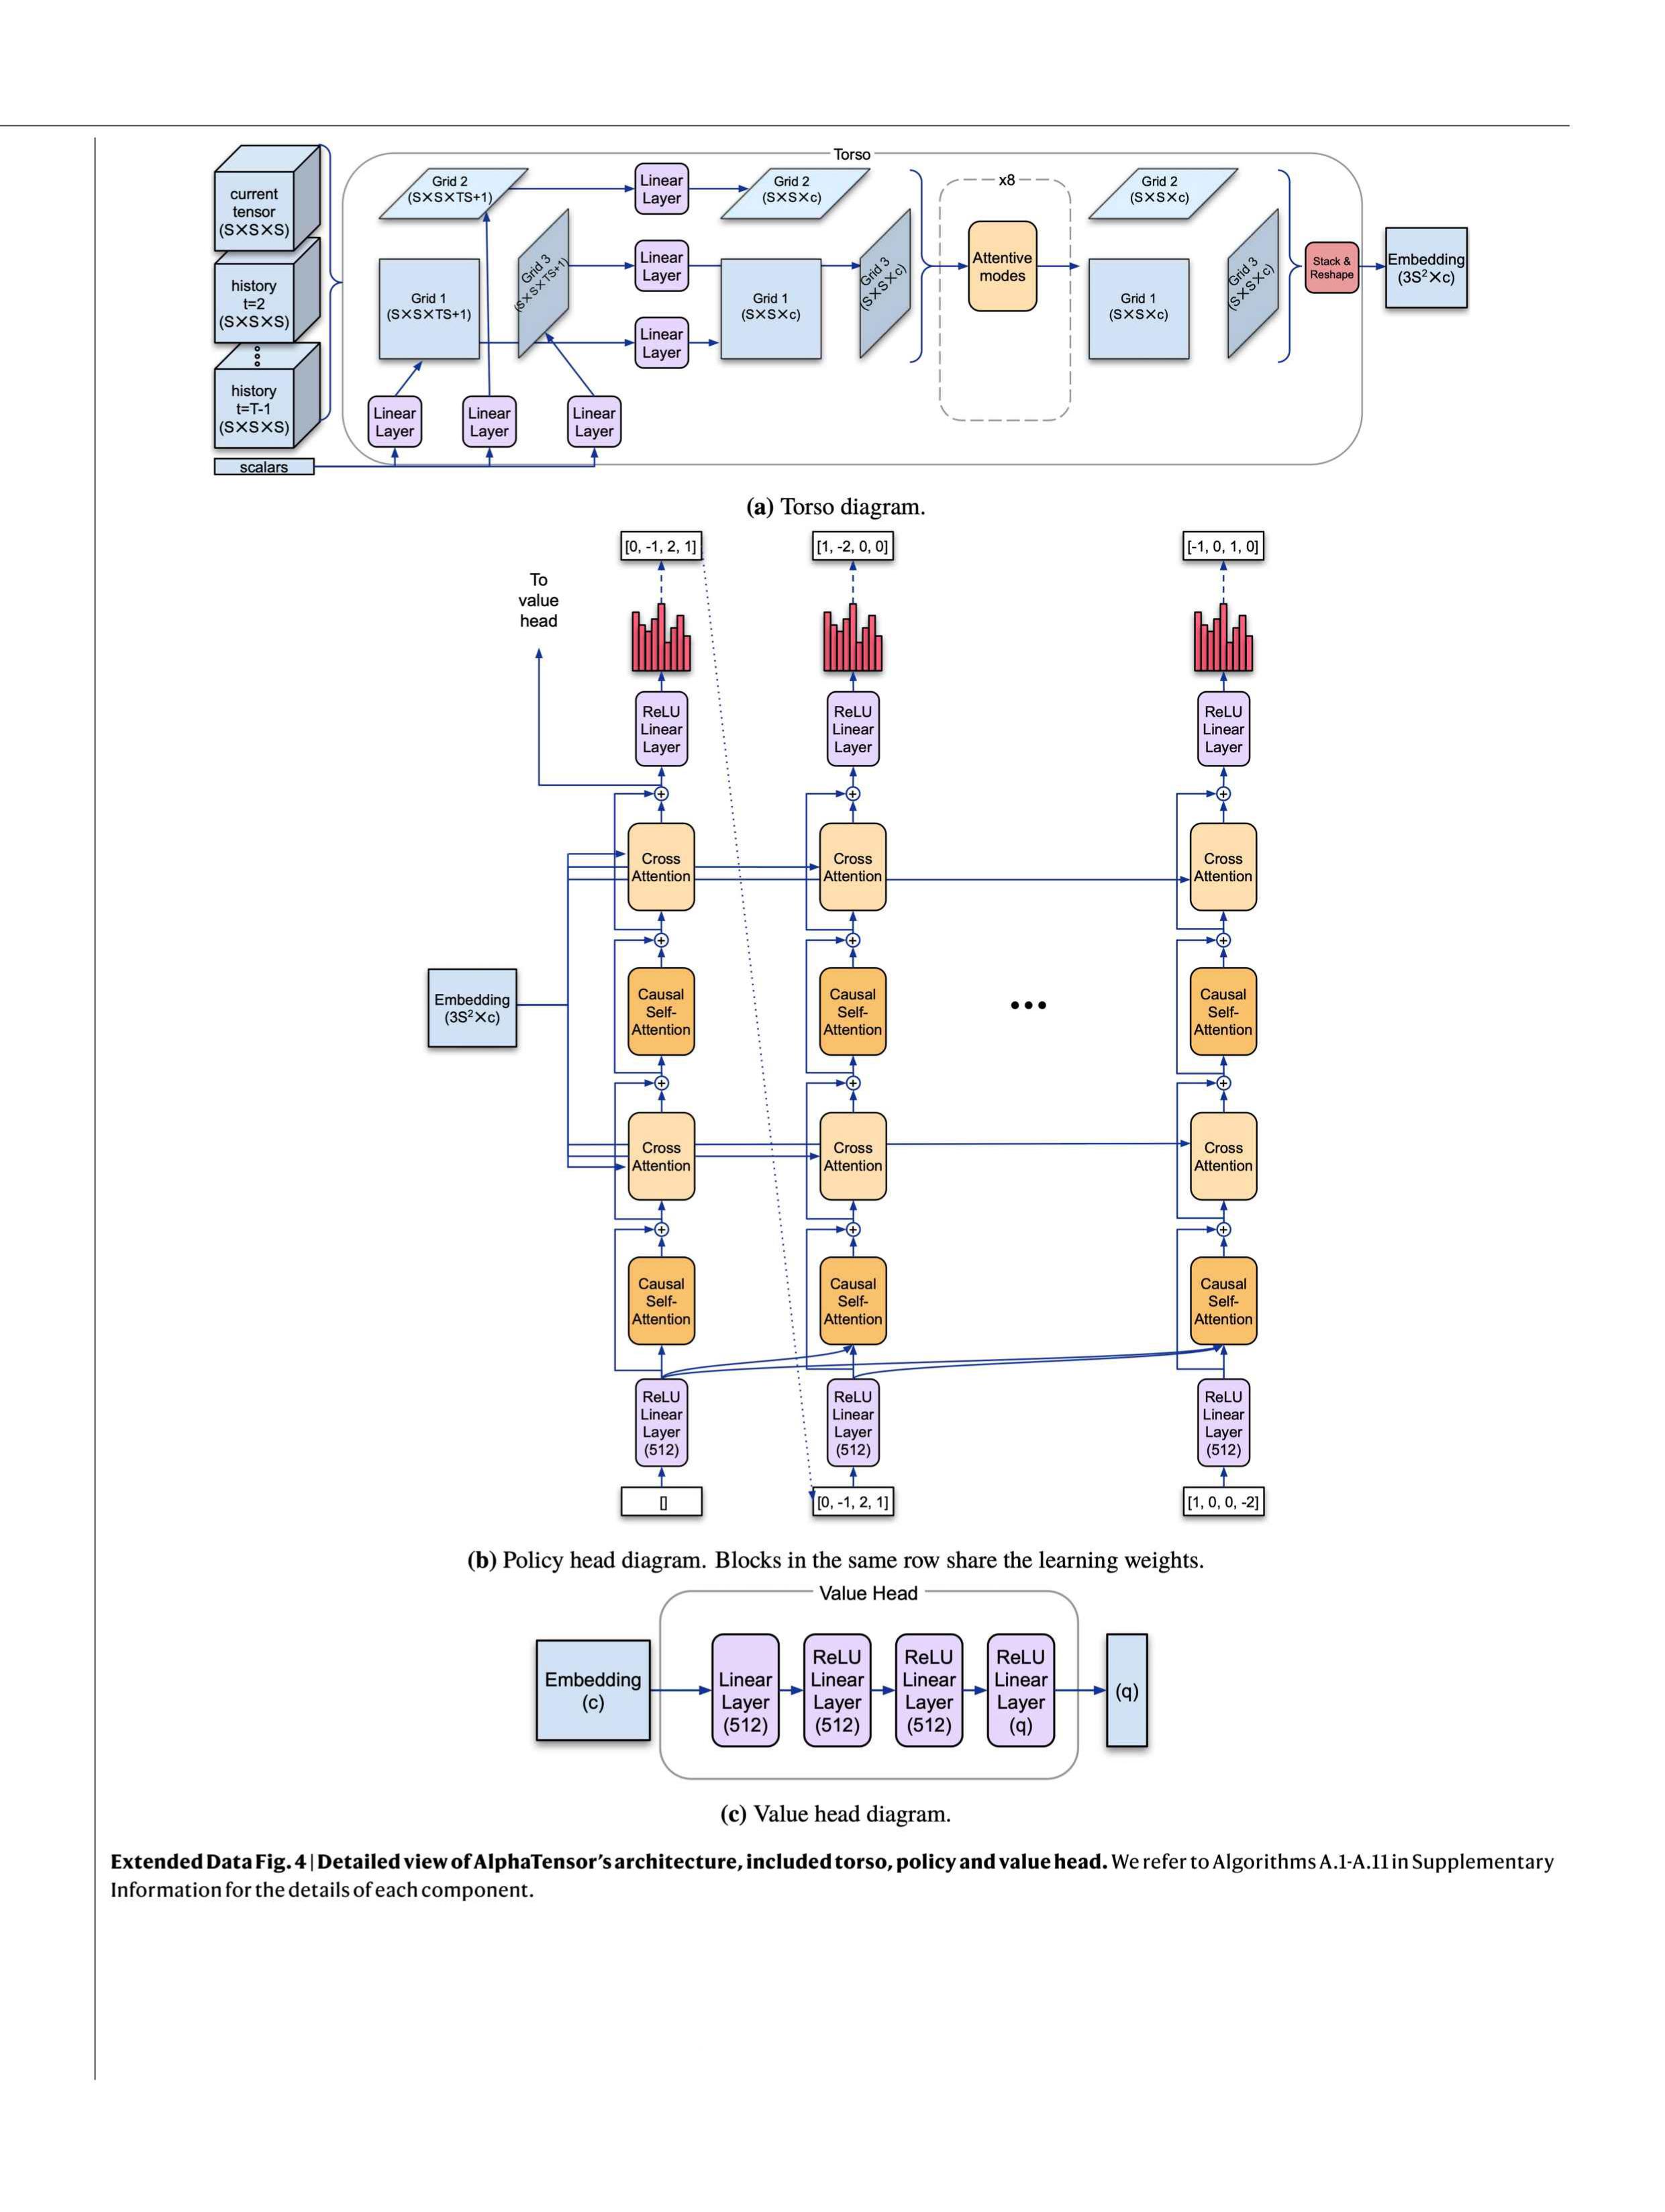 Torso
current
tensor
(S×S×S)
history
t=2
(S×S×S)
history
t=T-1
(S×S×S)
scalars
Grid 2
(S×S×TS+1)
Grid 1
(S×S×TS+1)
Grid 3
(S×S×TS+1)
Linear
Layer
Linear
Layer
Linear
Layer
Linear
Layer
Linear
Layer
Linear
Layer
Grid 2
(S×S×c)
Grid 1
(S×S×c)
Grid 3
(S×S×c)
x8
Attentive
modes
Grid 2
(S×S×c)
Grid 1
(S×S×c)
Grid 3
(S×S×c)
Stack &
Reshape
Embedding
(3S²×c)
(a) Torso diagram.
[0, -1, 2, 1]
[1, -2, 0, 0]
[-1, 0, 1, 0]
To
value
head
ReLU
Linear
Layer
ReLU
Linear
Layer
ReLU
Linear
Layer
Cross
Attention
Cross
Attention
Cross
Attention
Embedding
(3S²×c)
Causal
Self-
Attention
Causal
Self-
Attention
•••
Causal
Self-
Attention
Cross
Attention
Cross
Attention
Cross
Attention
Causal
Self-
Attention
Causal
Self-
Attention
Causal
Self-
Attention
ReLU
Linear
Layer
(512)
ReLU
Linear
Layer
(512)
ReLU
Linear
Layer
(512)
[]
[0, -1, 2, 1]
[1, 0, 0, -2]
(b) Policy head diagram. Blocks in the same row share the learning weights.
Value Head
Embedding
(c)
Linear
Layer
(512)
ReLU
Linear
Layer
(512)
ReLU
Linear
Layer
(512)
ReLU
Linear
Layer
(q)
(q)
(c) Value head diagram.
Extended Data Fig. 4 | Detailed view of AlphaTensor's architecture, included torso, policy and value head. We refer to Algorithms A.1-A.11 in Supplementary
Information for the details of each component.